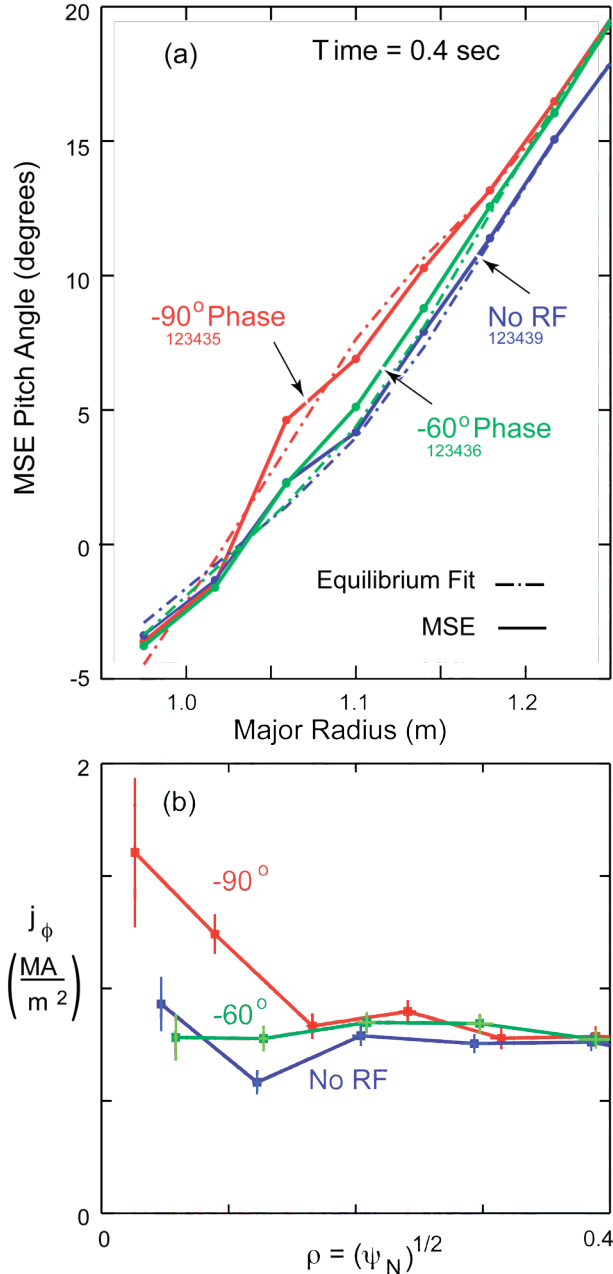 20
(a)
Time = 0.4 sec
15
MSE Pitch Angle (degrees)
10
-90° Phase
123435
No RF
123439
5
-60° Phase
123436
0
Equilibrium Fit
MSE
-5
1.0
1.1
1.2
Major Radius (m)
2
(b)
-90°
jϕ
(MA
m²)
-60°
No RF
0
0
0.4
ρ = (ψN)1/2